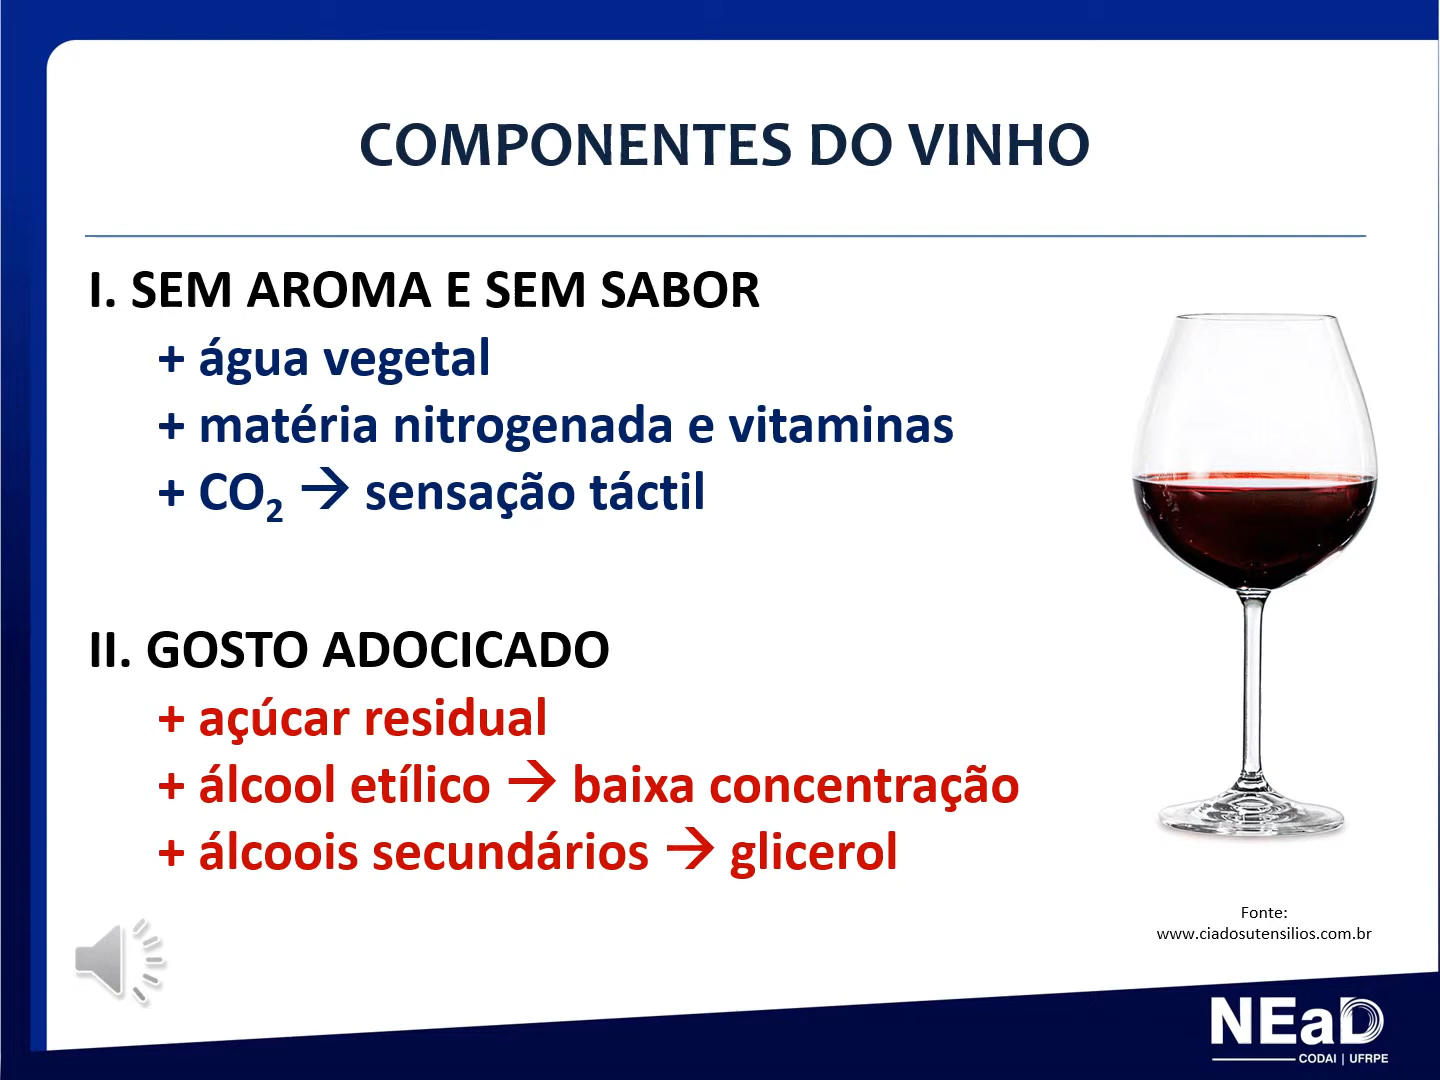 COMPONENTES DO VINHO
I. SEM AROMA E SEM SABOR
+ água vegetal
+ matéria nitrogenada e vitaminas
+ CO₂ → sensação táctil
II. GOSTO ADOCICADO
+ açúcar residual
+ álcool etílico → baixa concentração
+ álcoois secundários → glicerol
Fonte:
www.ciadosutensilios.com.br
NEaD
CODAI | UFRPE